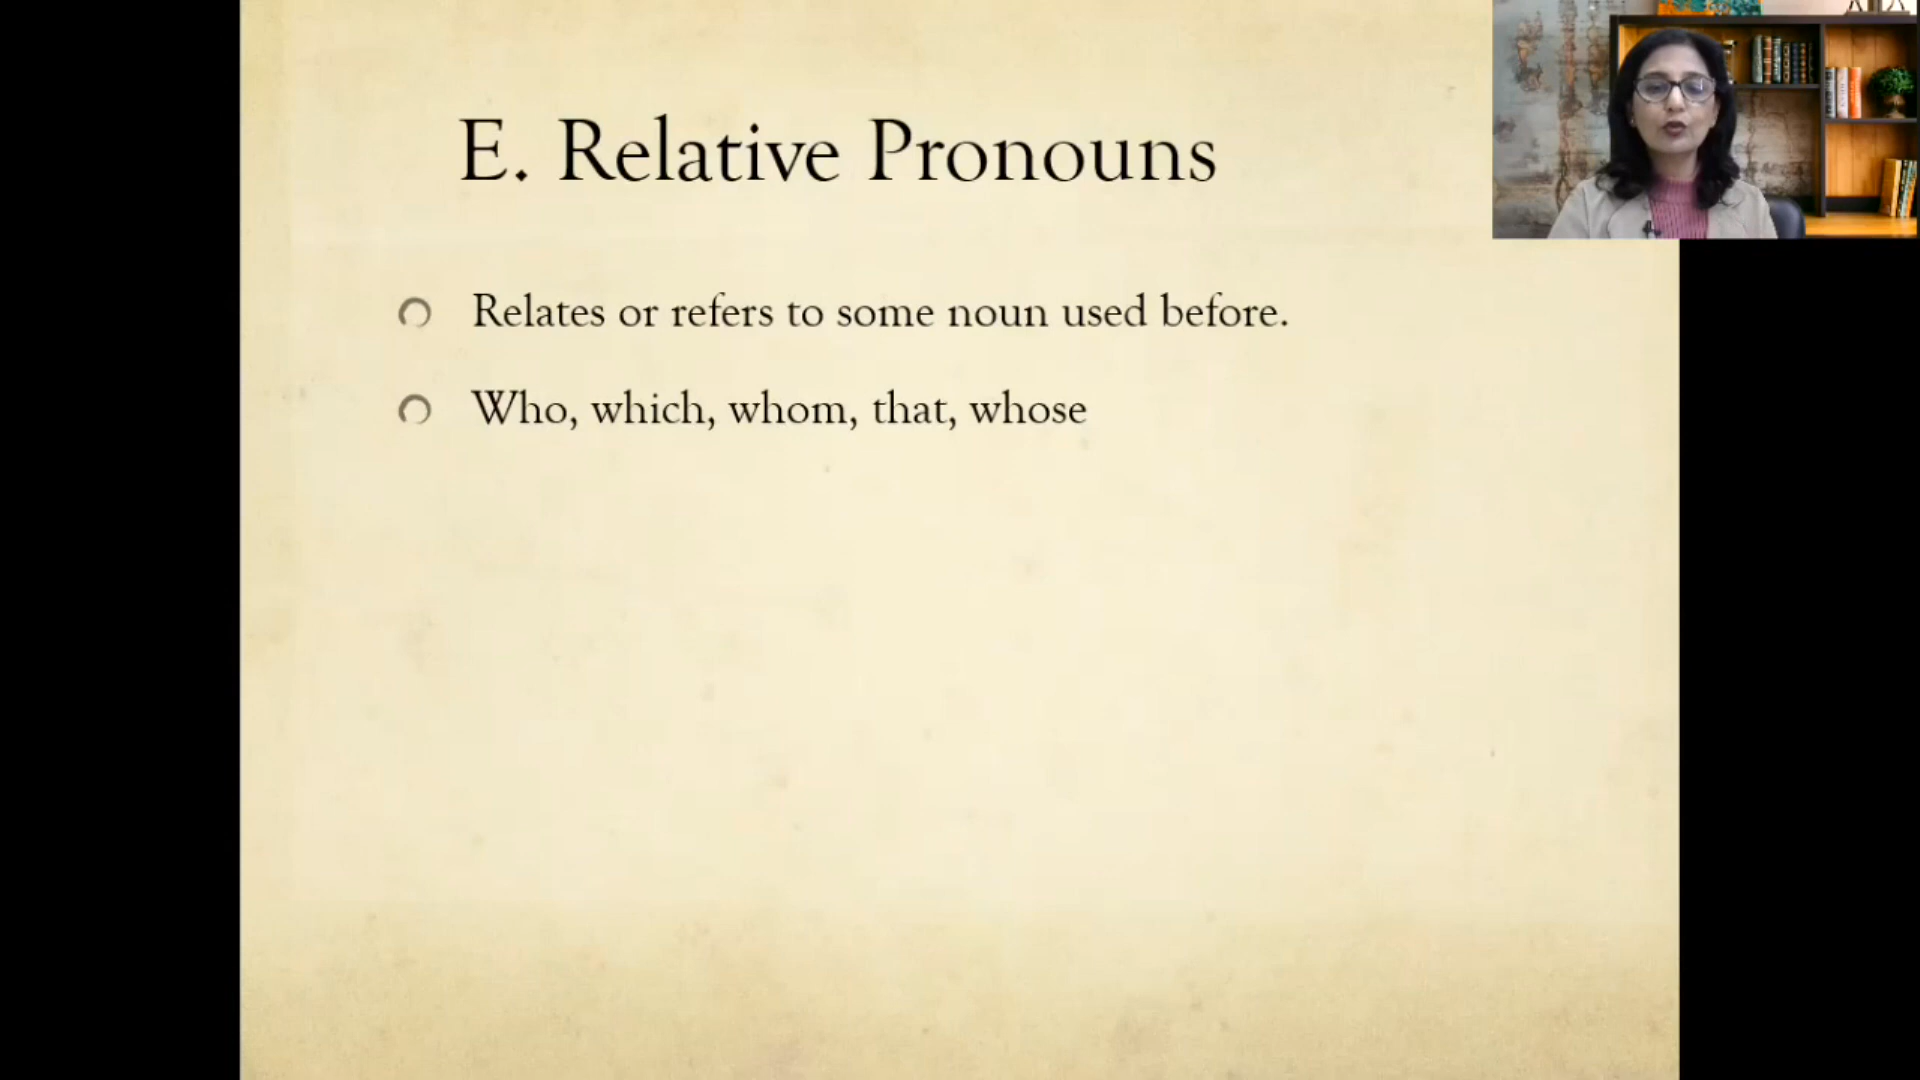 E. Relative Pronouns
Relates or refers to some noun used before.
Who, which, whom, that, whose